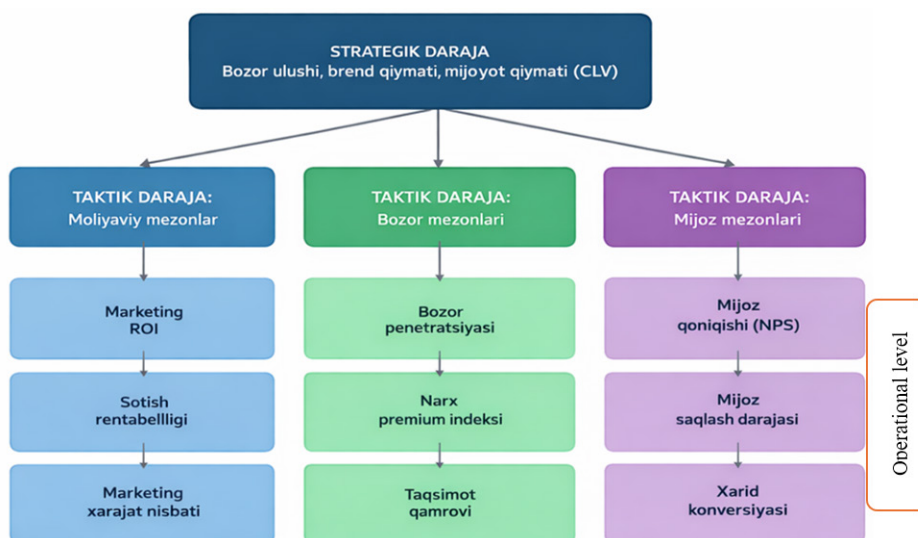 STRATEGIK DARAJA
Bozor ulushi, brend qiymati, mijoyot qiymati (CLV)
TAKTIK DARAJA:
Moliyaviy mezonlar
TAKTIK DARAJA:
Bozor mezonlari
TAKTIK DARAJA:
Mijoz mezonlari
Marketing
ROI
Bozor
penetratsiyasi
Mijoz
qoniqishi (NPS)
Sotish
rentabellligi
Narx
premium indeksi
Mijoz
saqlash darajasi
Marketing
xarajat nisbati
Taqsimot
qamrovi
Xarid
konversiyasi
Operational level